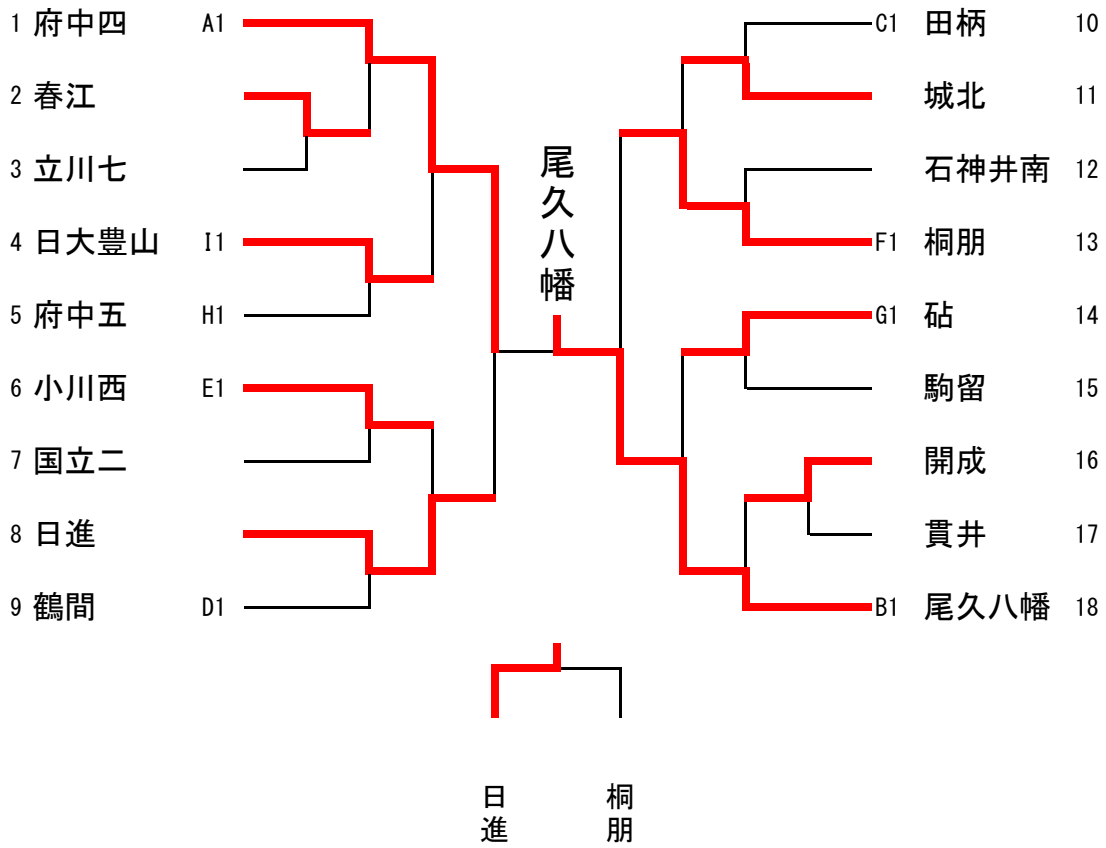 1 府中四 A1
2 春江
3 立川七
4 日大豊山 I1
5 府中五 H1
6 小川西 E1
7 国立二
8 日進
9 鶴間 D1
尾久八幡
C1 田柄 10
城北 11
石神井南 12
F1 桐朋 13
G1 砧 14
駒留 15
開成 16
貫井 17
B1 尾久八幡 18
日進
桐朋